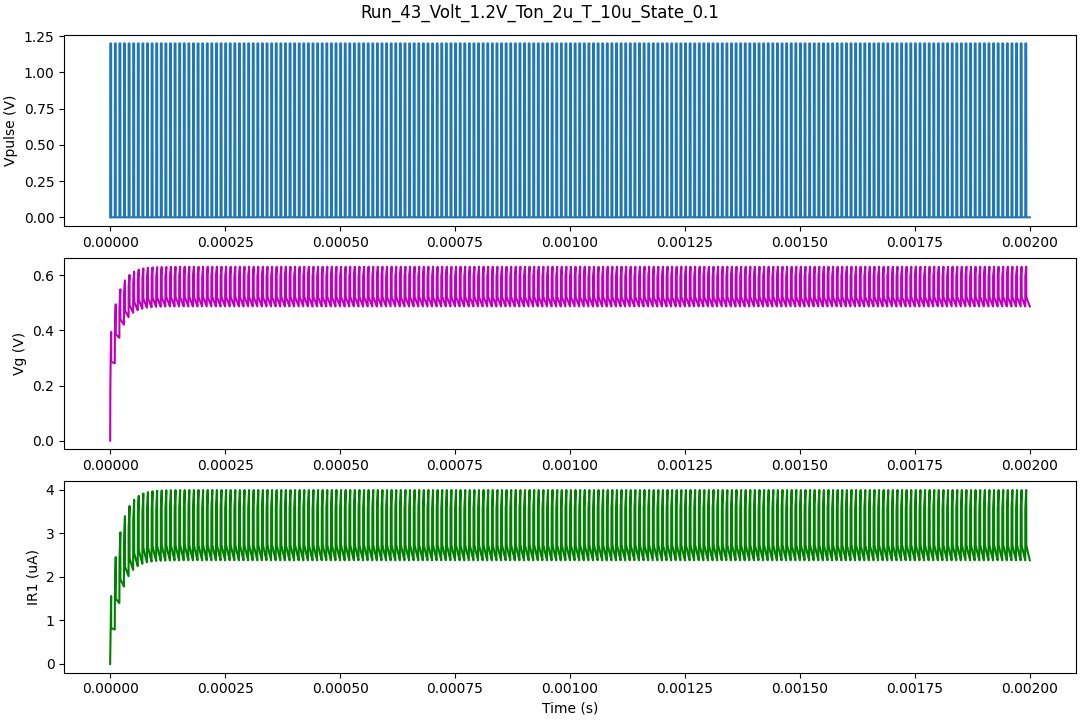 Run_43_Volt_1.2V_Ton_2u_T_10u_State_0.1
Vpulse (V)
1.25
1.00
0.75
0.50
0.25
0.00
0.00000 0.00025 0.00050 0.00075 0.00100 0.00125 0.00150 0.00175 0.00200
Vg (V)
0.6
0.4
0.2
0.0
0.00000 0.00025 0.00050 0.00075 0.00100 0.00125 0.00150 0.00175 0.00200
IR1 (uA)
4
3
2
1
0
0.00000 0.00025 0.00050 0.00075 0.00100 0.00125 0.00150 0.00175 0.00200
Time (s)